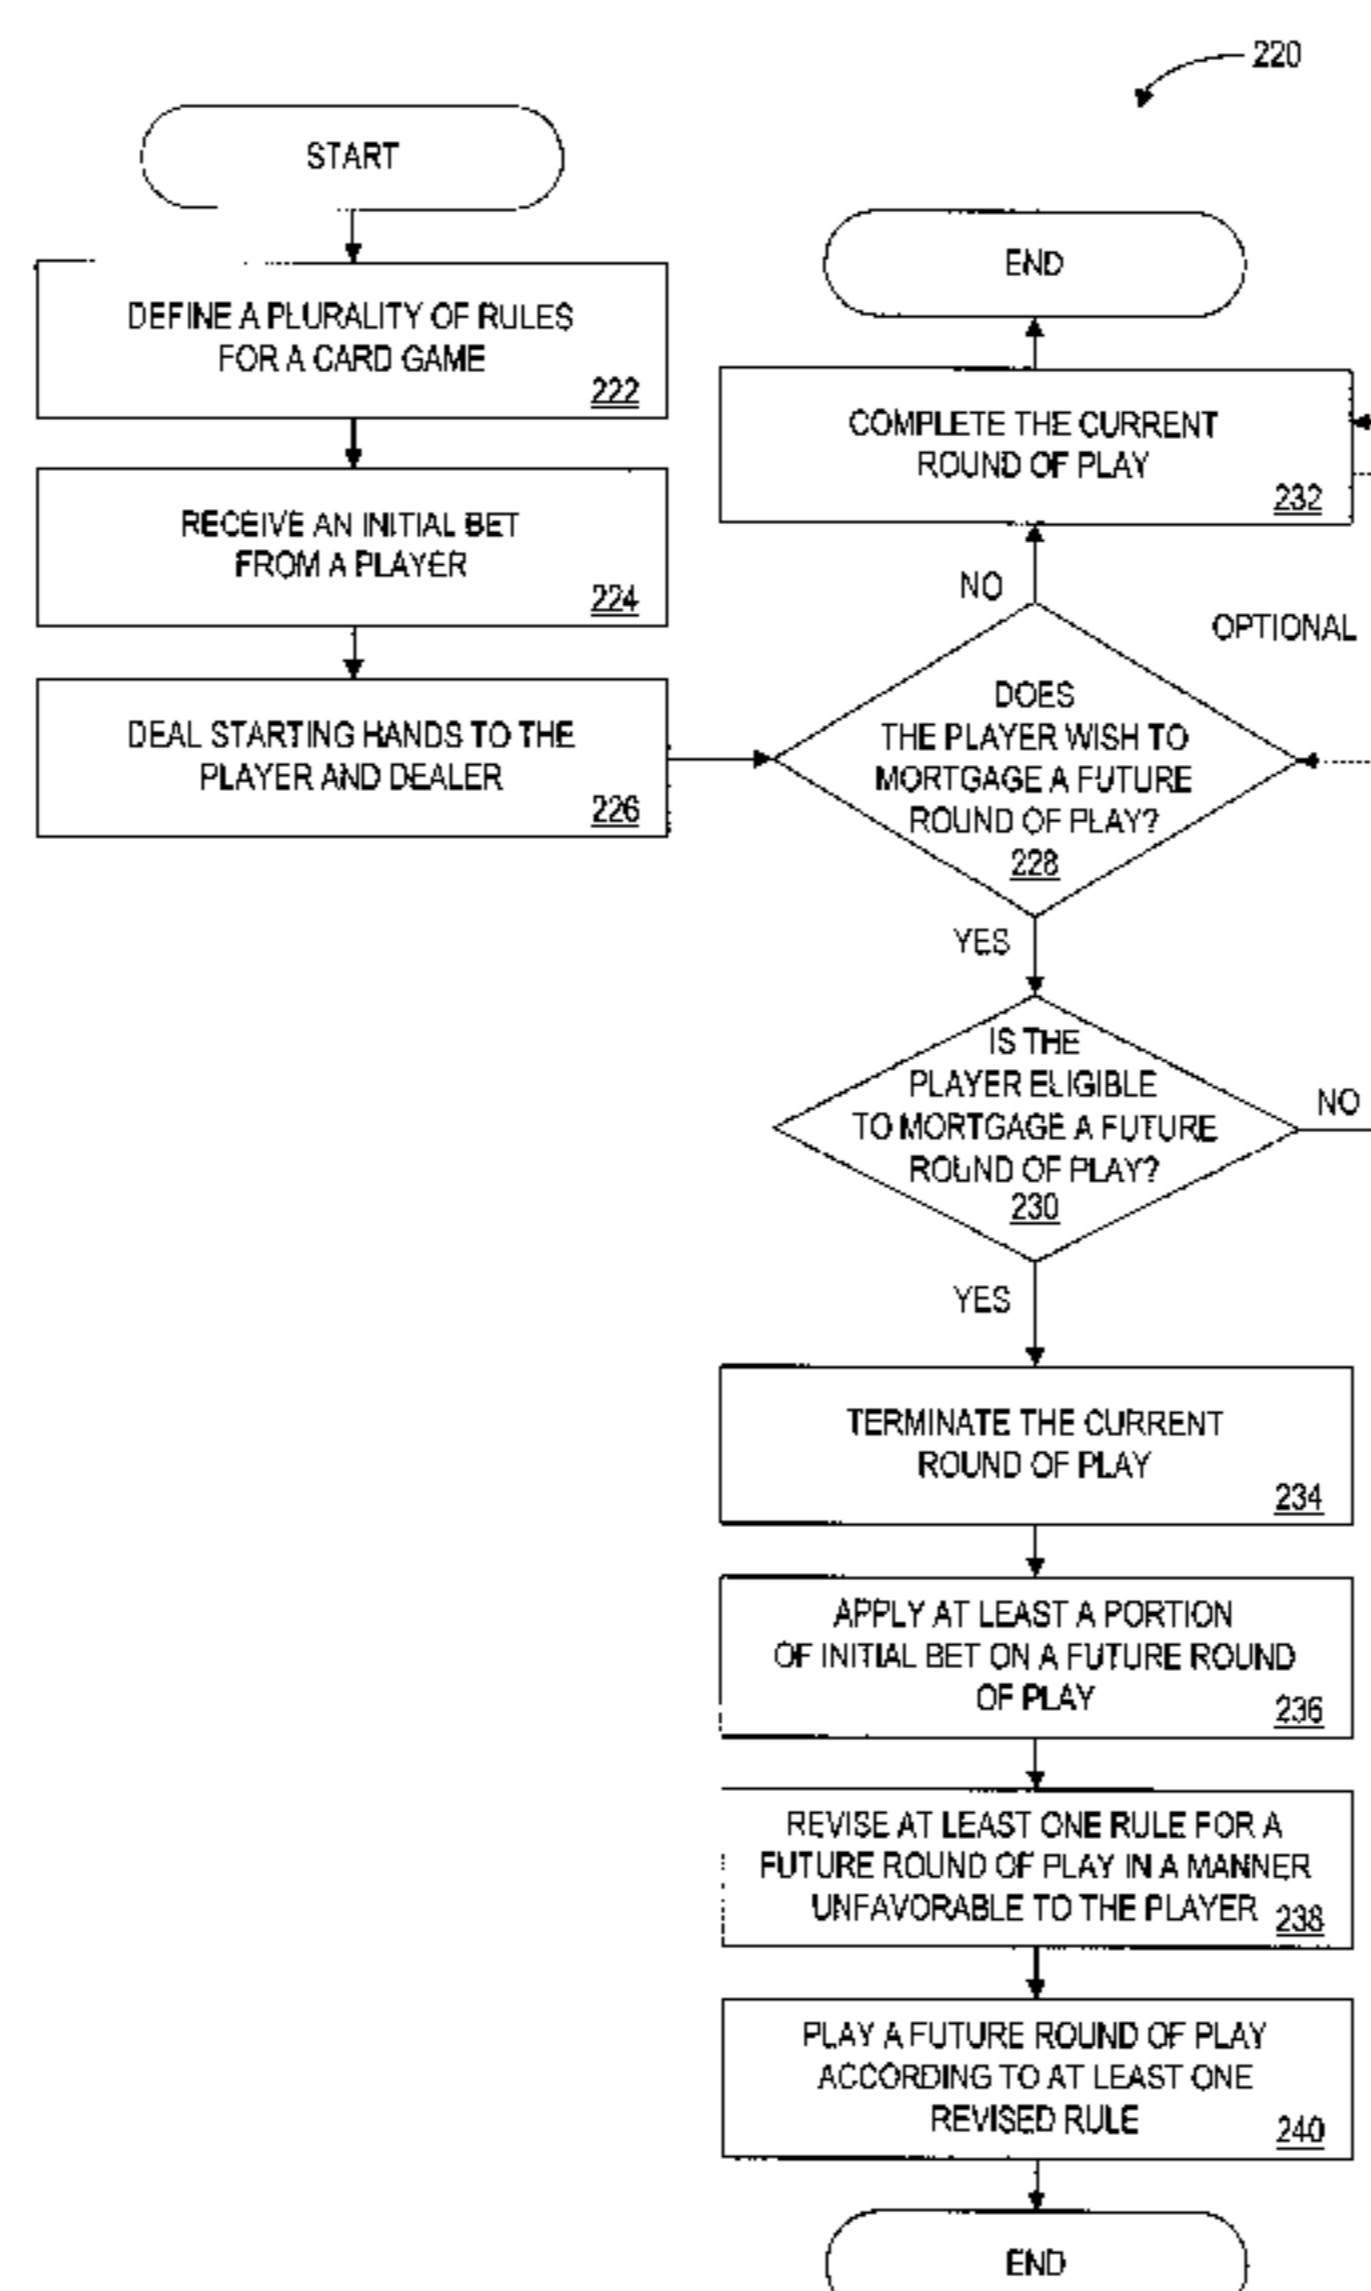 220
START
DEFINE A PLURALITY OF RULES
FOR A CARD GAME
222
RECEIVE AN INITIAL BET
FROM A PLAYER
224
DEAL STARTING HANDS TO THE
PLAYER AND DEALER
226
END
COMPLETE THE CURRENT
ROUND OF PLAY
232
NO
OPTIONAL
DOES
THE PLAYER WISH TO
MORTGAGE A FUTURE
ROUND OF PLAY?
228
YES
IS THE
PLAYER ELIGIBLE
TO MORTGAGE A FUTURE
ROUND OF PLAY?
230
NO
YES
TERMINATE THE CURRENT
ROUND OF PLAY
234
APPLY AT LEAST A PORTION
OF INITIAL BET ON A FUTURE ROUND
OF PLAY
236
REVISE AT LEAST ONE RULE FOR A
FUTURE ROUND OF PLAY IN A MANNER
UNFAVORABLE TO THE PLAYER
238
PLAY A FUTURE ROUND OF PLAY
ACCORDING TO AT LEAST ONE
REVISED RULE
240
END